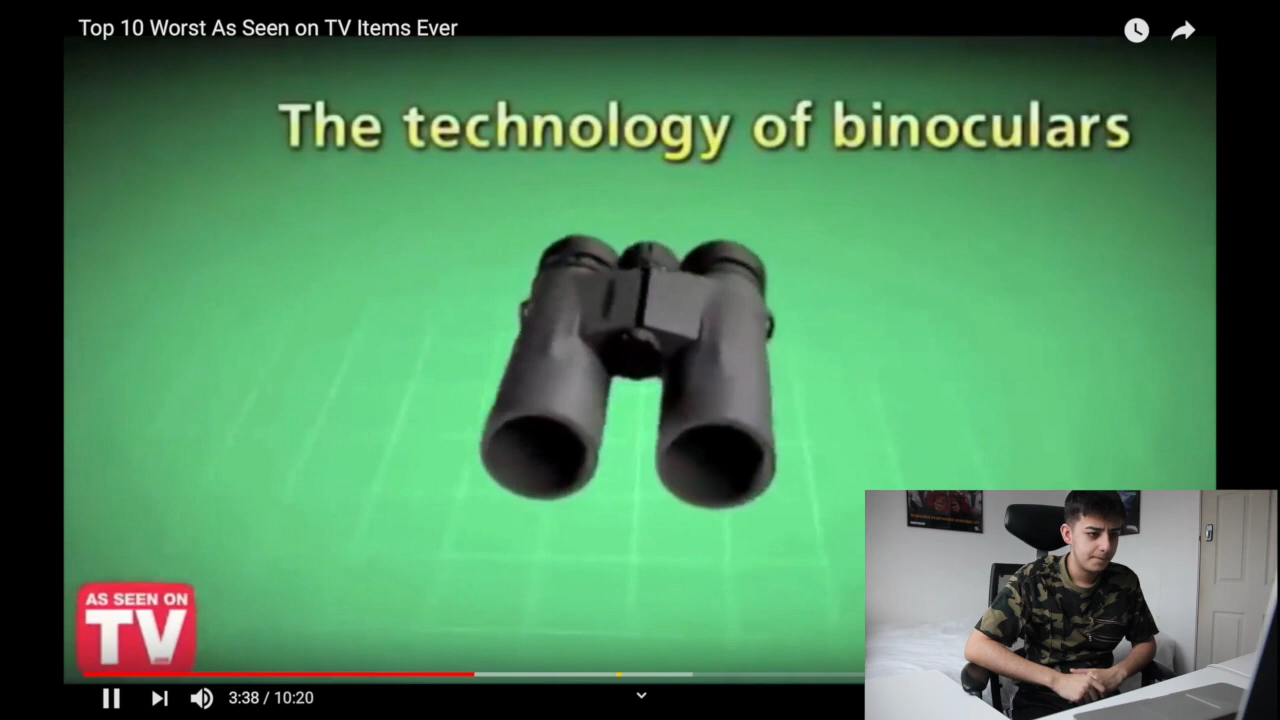 Top 10 Worst As Seen on TV Items Ever
The technology of binoculars
AS SEEN ON
TV
3:38 / 10:20